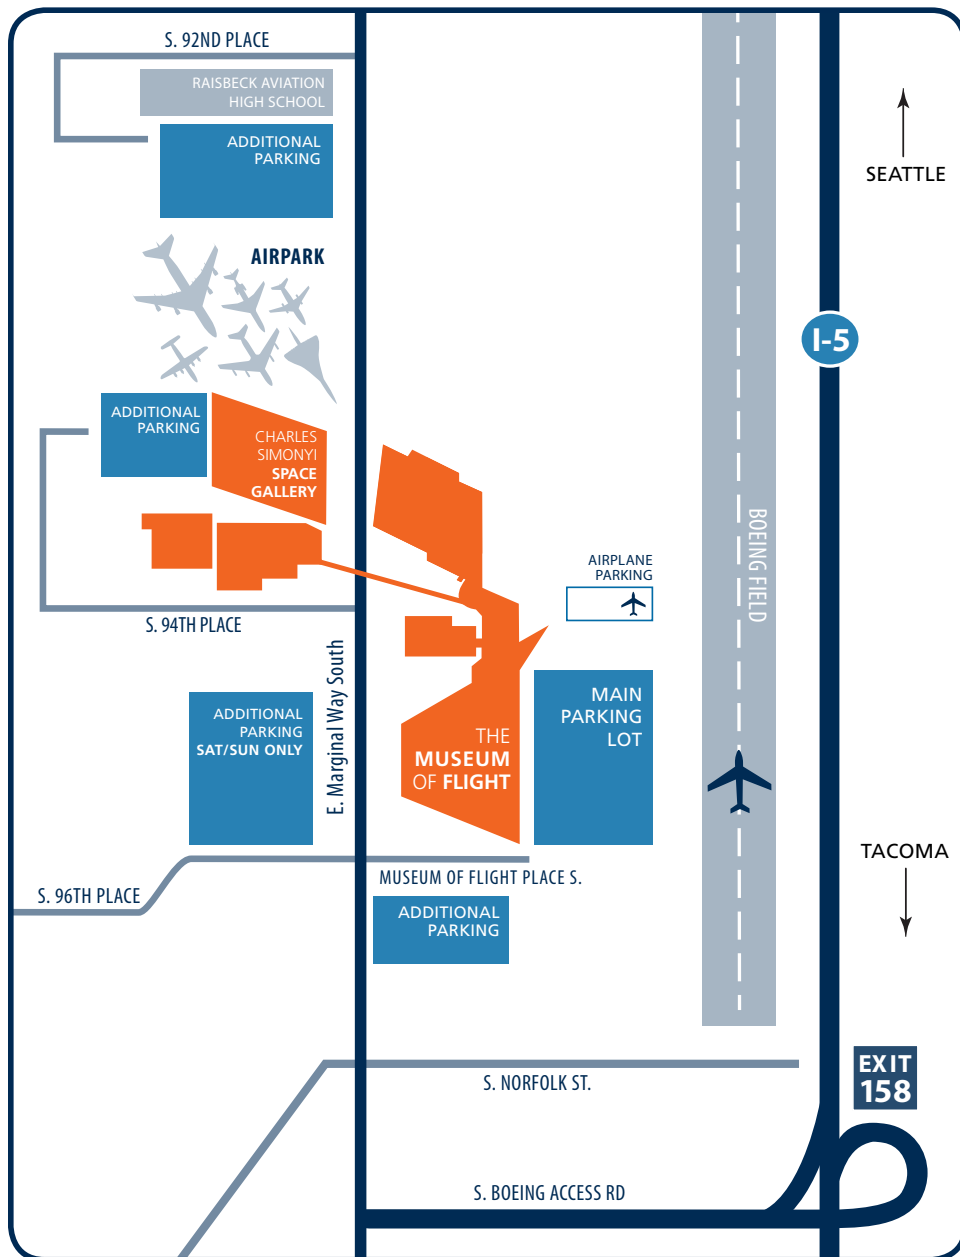 S. 92ND PLACE
RAISBECK AVIATION
HIGH SCHOOL
ADDITIONAL
PARKING
SEATTLE
AIRPARK
I-5
ADDITIONAL
PARKING
CHARLES
SIMONYI
SPACE
GALLERY
BOEING FIELD
AIRPLANE
PARKING
S. 94TH PLACE
E. Marginal Way South
ADDITIONAL
PARKING
SAT/SUN ONLY
THE
MUSEUM
OF FLIGHT
MAIN
PARKING
LOT
TACOMA
MUSEUM OF FLIGHT PLACE S.
S. 96TH PLACE
ADDITIONAL
PARKING
EXIT
158
S. NORFOLK ST.
S. BOEING ACCESS RD